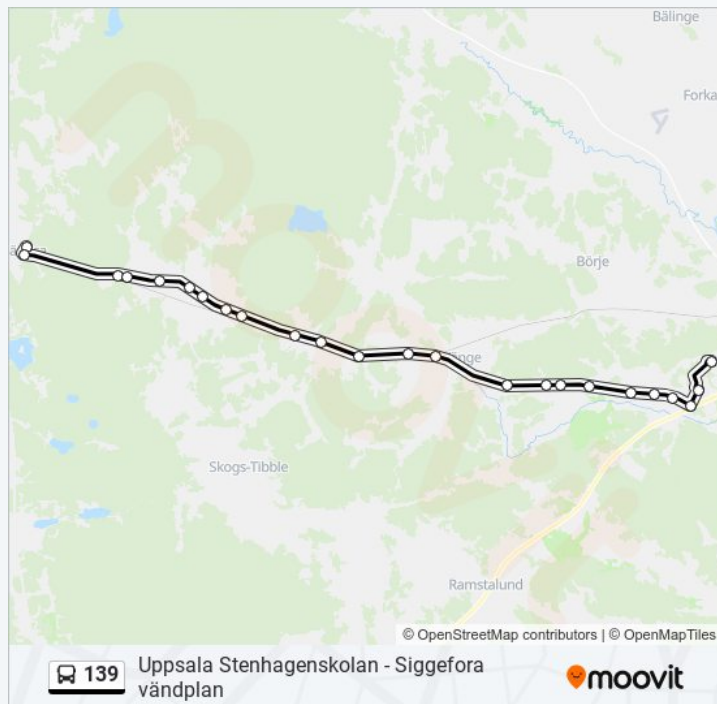 Bälinge
Forka
Börje
Skogs-Tibble
Ramstalund
© OpenStreetMap contributors | © OpenMapTiles
139
Uppsala Stenhagenskolan - Siggefora
vändplan
moovit